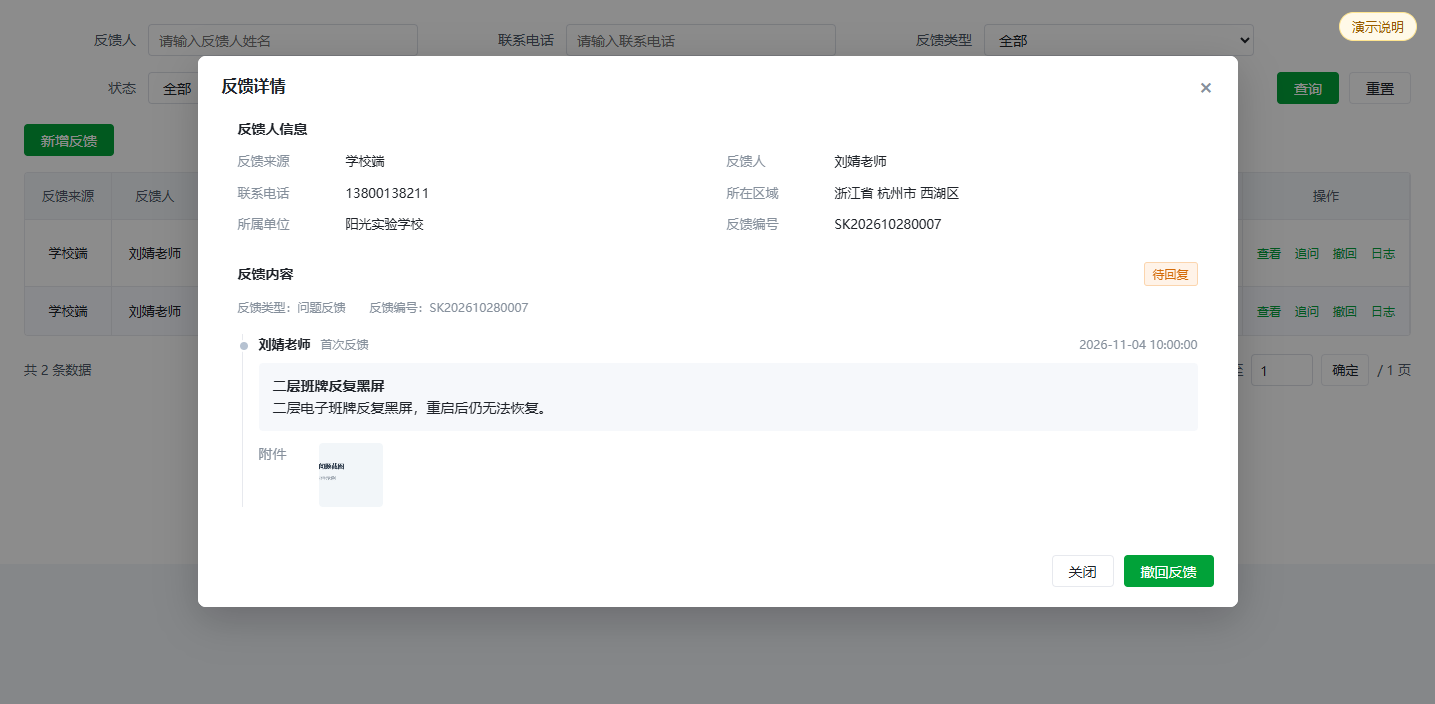 反馈人 请输入反馈人姓名 联系电话 请输入联系电话 反馈类型 全部 演示说明
状态 全部 查询 重置
新增反馈
反馈来源 反馈人 操作
学校端 刘婧老师 查看 追问 撤回 日志
学校端 刘婧老师 查看 追问 撤回 日志
共 2 条数据 1 确定 / 1 页
反馈详情 ×
反馈人信息
反馈来源 学校端 反馈人 刘婧老师
联系电话 13800138211 所在区域 浙江省 杭州市 西湖区
所属单位 阳光实验学校 反馈编号 SK202610280007
反馈内容 待回复
反馈类型：问题反馈 反馈编号：SK202610280007
刘婧老师 首次反馈 2026-11-04 10:00:00
二层班牌反复黑屏
二层电子班牌反复黑屏，重启后仍无法恢复。
附件
关闭 撤回反馈